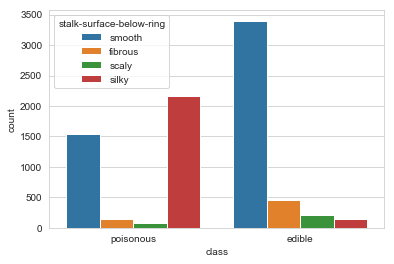 stalk-surface-below-ring
smooth
fibrous
scaly
silky
3500
3000
2500
2000
1500
1000
500
0
count
poisonous
edible
class